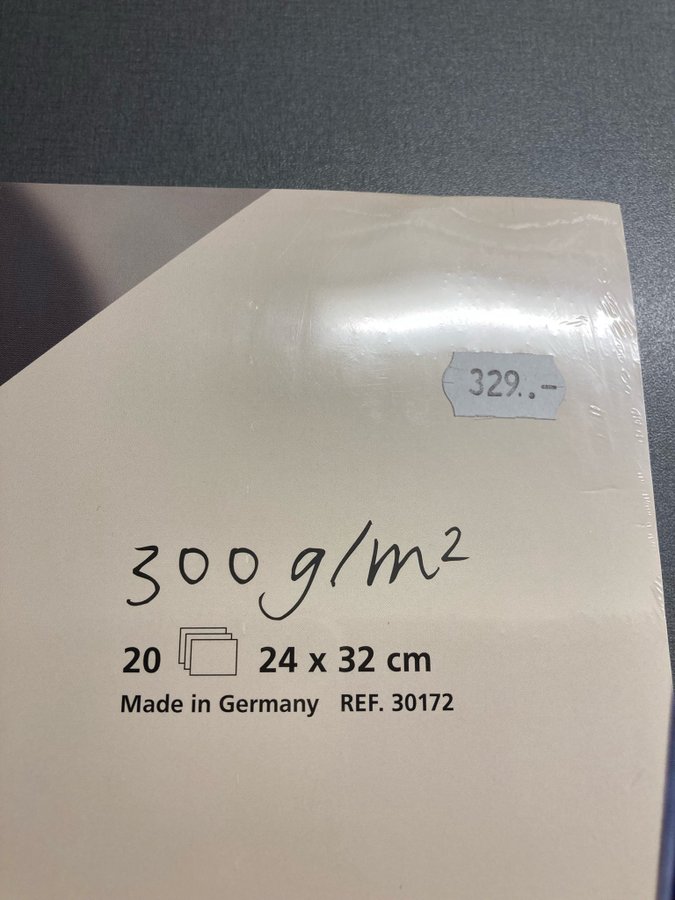 329..-
300g/m²
20 24 x 32 cm
Made in Germany REF. 30172